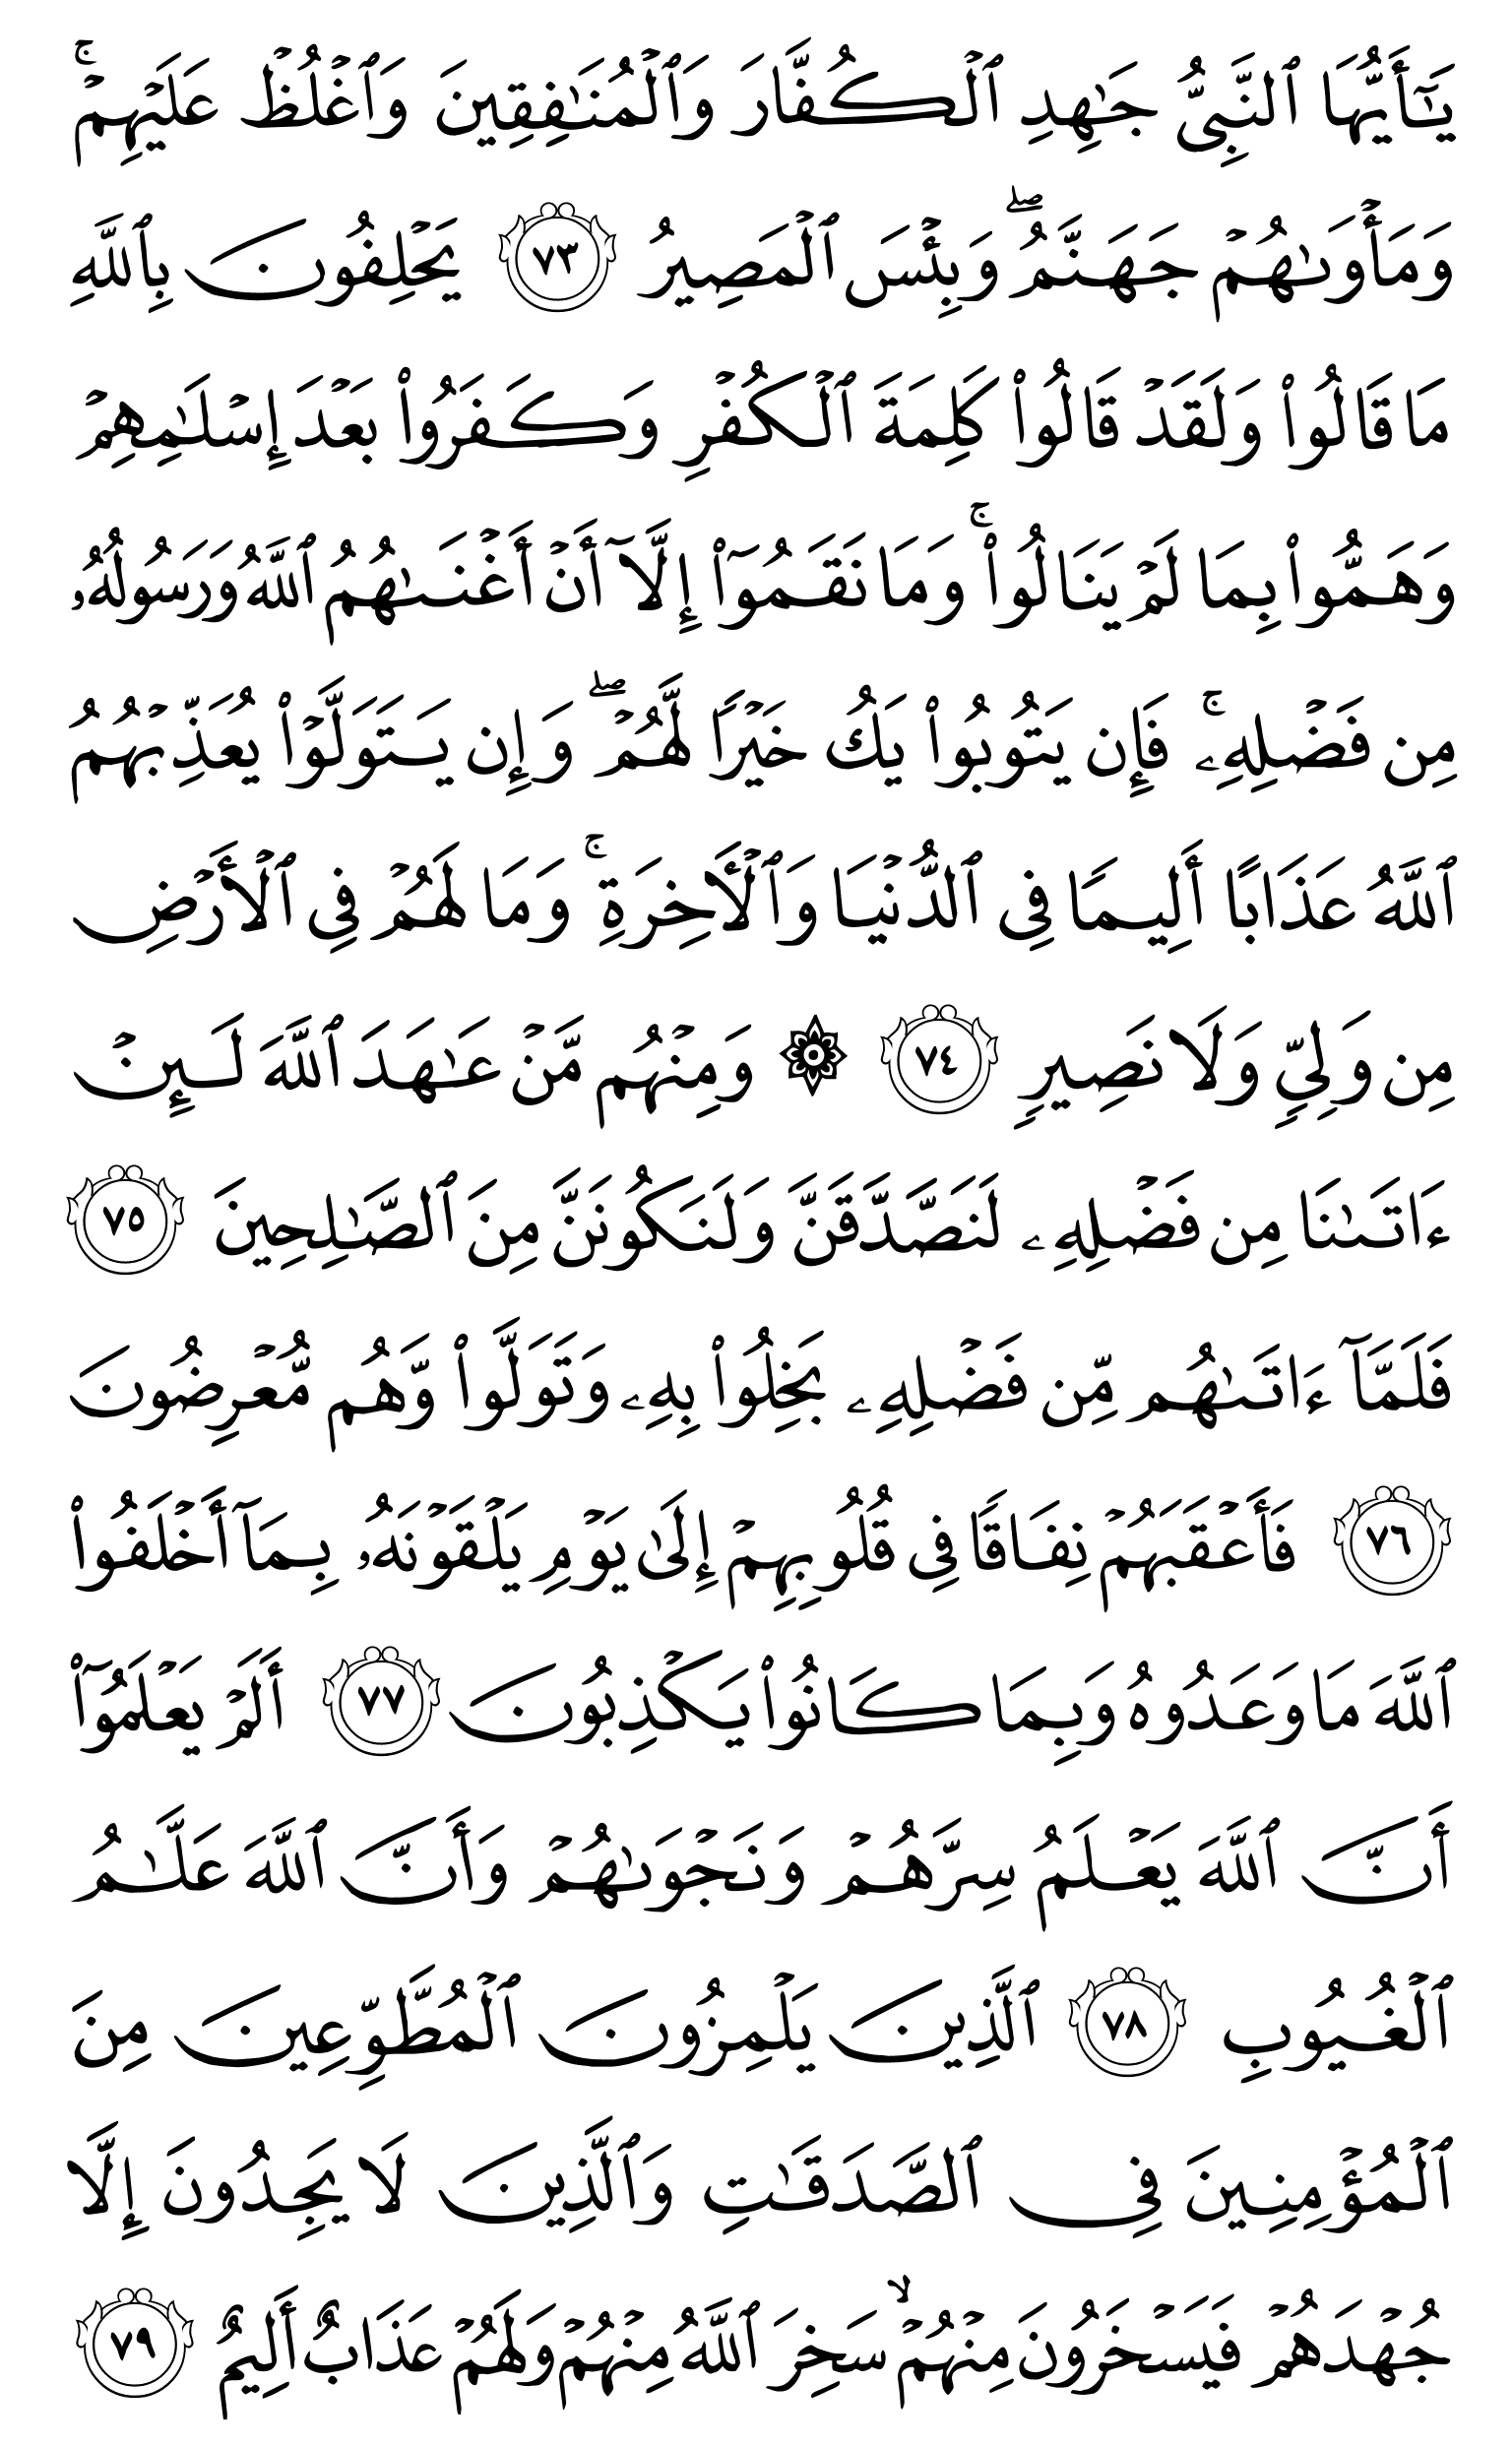 يَٰٓأَيُّهَا ٱلنَّبِيُّ جَٰهِدِ ٱلۡكُفَّارَ وَٱلۡمُنَٰفِقِينَ وَٱغۡلُظۡ عَلَيۡهِمۡۚ
وَمَأۡوَىٰهُمۡ جَهَنَّمُۖ وَبِئۡسَ ٱلۡمَصِيرُ ٧٣ يَحۡلِفُونَ بِٱللَّهِ
مَا قَالُواْ وَلَقَدۡ قَالُواْ كَلِمَةَ ٱلۡكُفۡرِ وَكَفَرُواْ بَعۡدَ إِسۡلَٰمِهِمۡ
وَهَمُّواْ بِمَا لَمۡ يَنَالُواْۚ وَمَا نَقَمُوٓاْ إِلَّآ أَنۡ أَغۡنَىٰهُمُ ٱللَّهُ وَرَسُولُهُۥ
مِن فَضۡلِهِۦۚ فَإِن يَتُوبُواْ يَكُ خَيۡرٗا لَّهُمۡۖ وَإِن يَتَوَلَّوۡاْ يُعَذِّبۡهُمُ
ٱللَّهُ عَذَابًا أَلِيمٗا فِي ٱلدُّنۡيَا وَٱلۡأٓخِرَةِۚ وَمَا لَهُمۡ فِي ٱلۡأَرۡضِ
مِن وَلِيّٖ وَلَا نَصِيرٖ ٧٤ ۞ وَمِنۡهُم مَّنۡ عَٰهَدَ ٱللَّهَ لَئِنۡ
ءَاتَىٰنَا مِن فَضۡلِهِۦ لَنَصَّدَّقَنَّ وَلَنَكُونَنَّ مِنَ ٱلصَّٰلِحِينَ ٧٥
فَلَمَّآ ءَاتَىٰهُم مِّن فَضۡلِهِۦ بَخِلُواْ بِهِۦ وَتَوَلَّواْ وَّهُم مُّعۡرِضُونَ
٧٦ فَأَعۡقَبَهُمۡ نِفَاقٗا فِي قُلُوبِهِمۡ إِلَىٰ يَوۡمِ يَلۡقَوۡنَهُۥ بِمَآ أَخۡلَفُواْ
ٱللَّهَ مَا وَعَدُوهُ وَبِمَا كَانُواْ يَكۡذِبُونَ ٧٧ أَلَمۡ يَعۡلَمُوٓاْ
أَنَّ ٱللَّهَ يَعۡلَمُ سِرَّهُمۡ وَنَجۡوَىٰهُمۡ وَأَنَّ ٱللَّهَ عَلَّٰمُ
ٱلۡغُيُوبِ ٧٨ ٱلَّذِينَ يَلۡمِزُونَ ٱلۡمُطَّوِّعِينَ مِنَ
ٱلۡمُؤۡمِنِينَ فِي ٱلصَّدَقَٰتِ وَٱلَّذِينَ لَا يَجِدُونَ إِلَّا
جُهۡدَهُمۡ فَيَسۡخَرُونَ مِنۡهُمۡۙ سَخِرَ ٱللَّهُ مِنۡهُمۡ وَلَهُمۡ عَذَابٌ أَلِيمٌ ٧٩